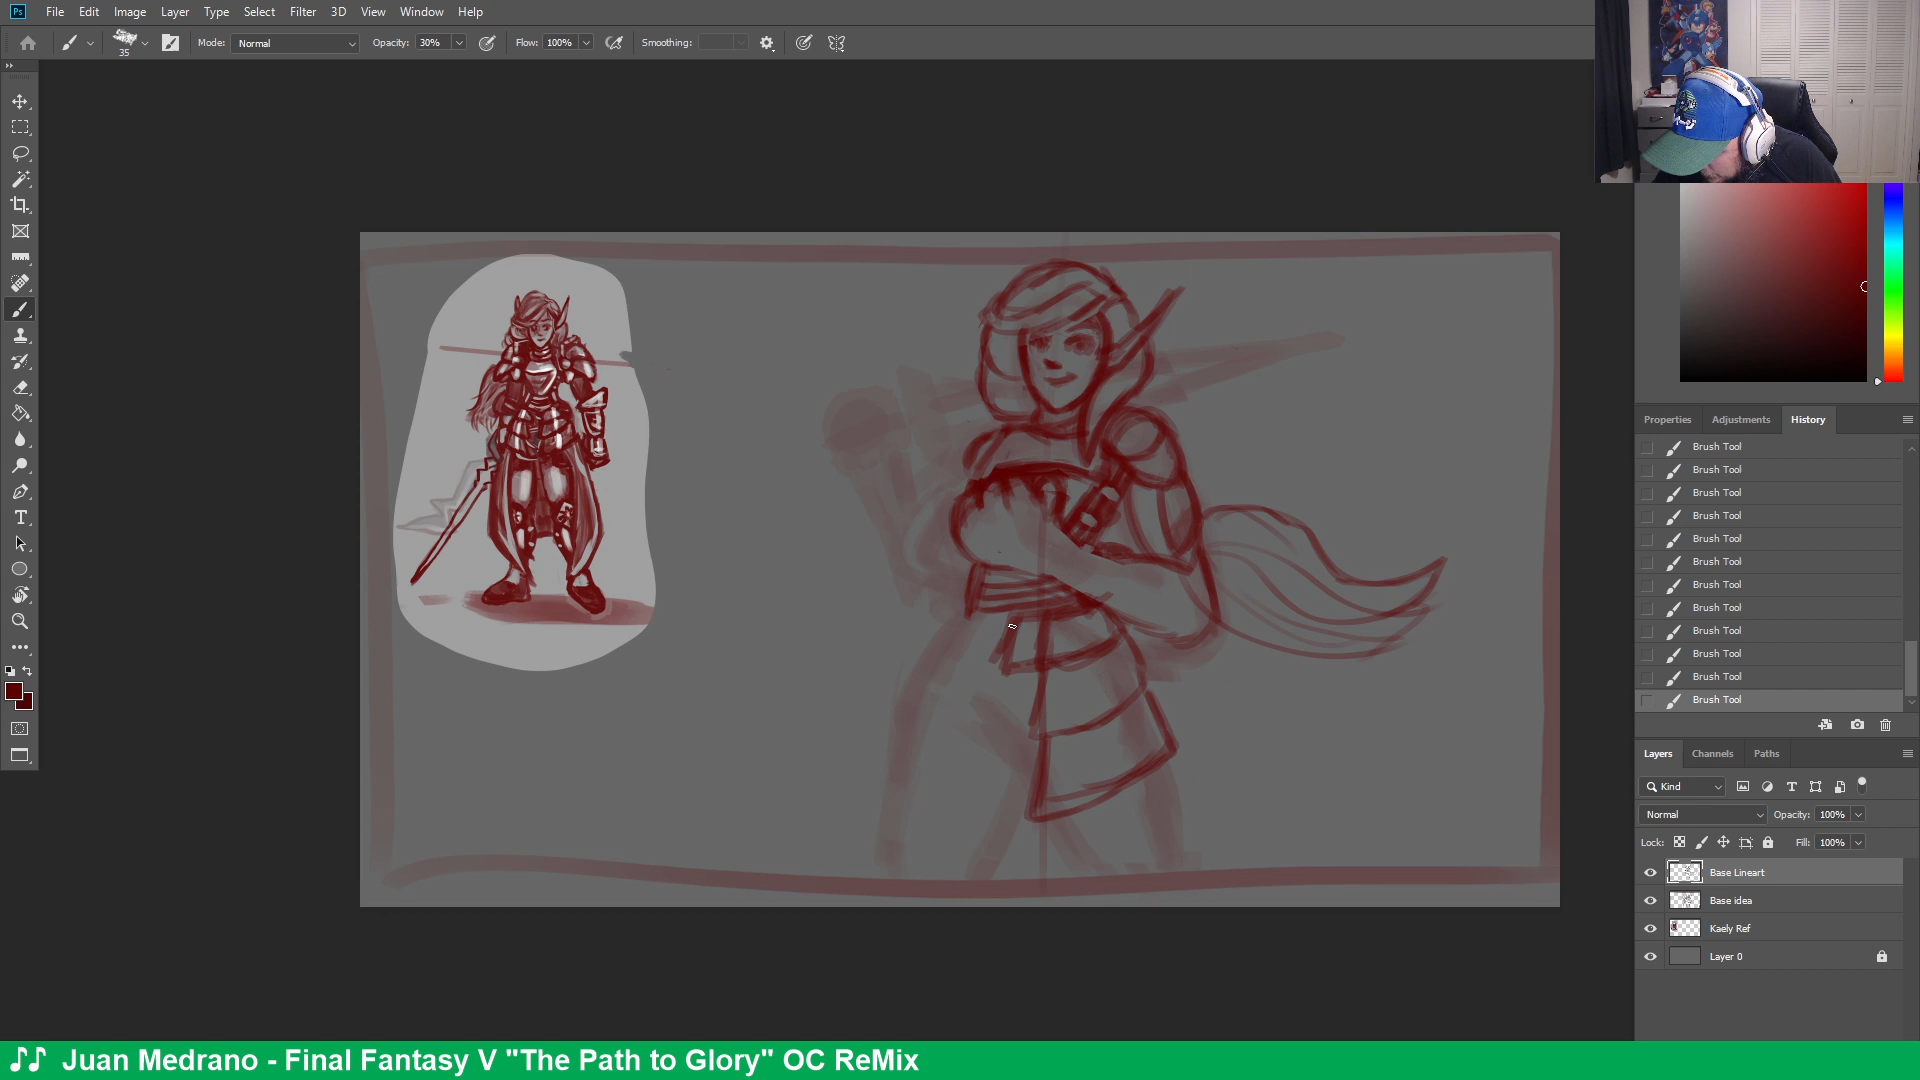 Ps File Edit Image Layer Type Select Filter 3D View Window Help
35 Mode: Normal Opacity: 30% Flow: 100% Smoothing:
Properties Adjustments History
Brush Tool
Brush Tool
Brush Tool
Brush Tool
Brush Tool
Brush Tool
Brush Tool
Brush Tool
Brush Tool
Brush Tool
Brush Tool
Brush Tool
Layers Channels Paths
Kind
Normal Opacity: 100%
Lock: Fill: 100%
Base Lineart
Base idea
Kaely Ref
Layer 0
Juan Medrano - Final Fantasy V "The Path to Glory" OC ReMix